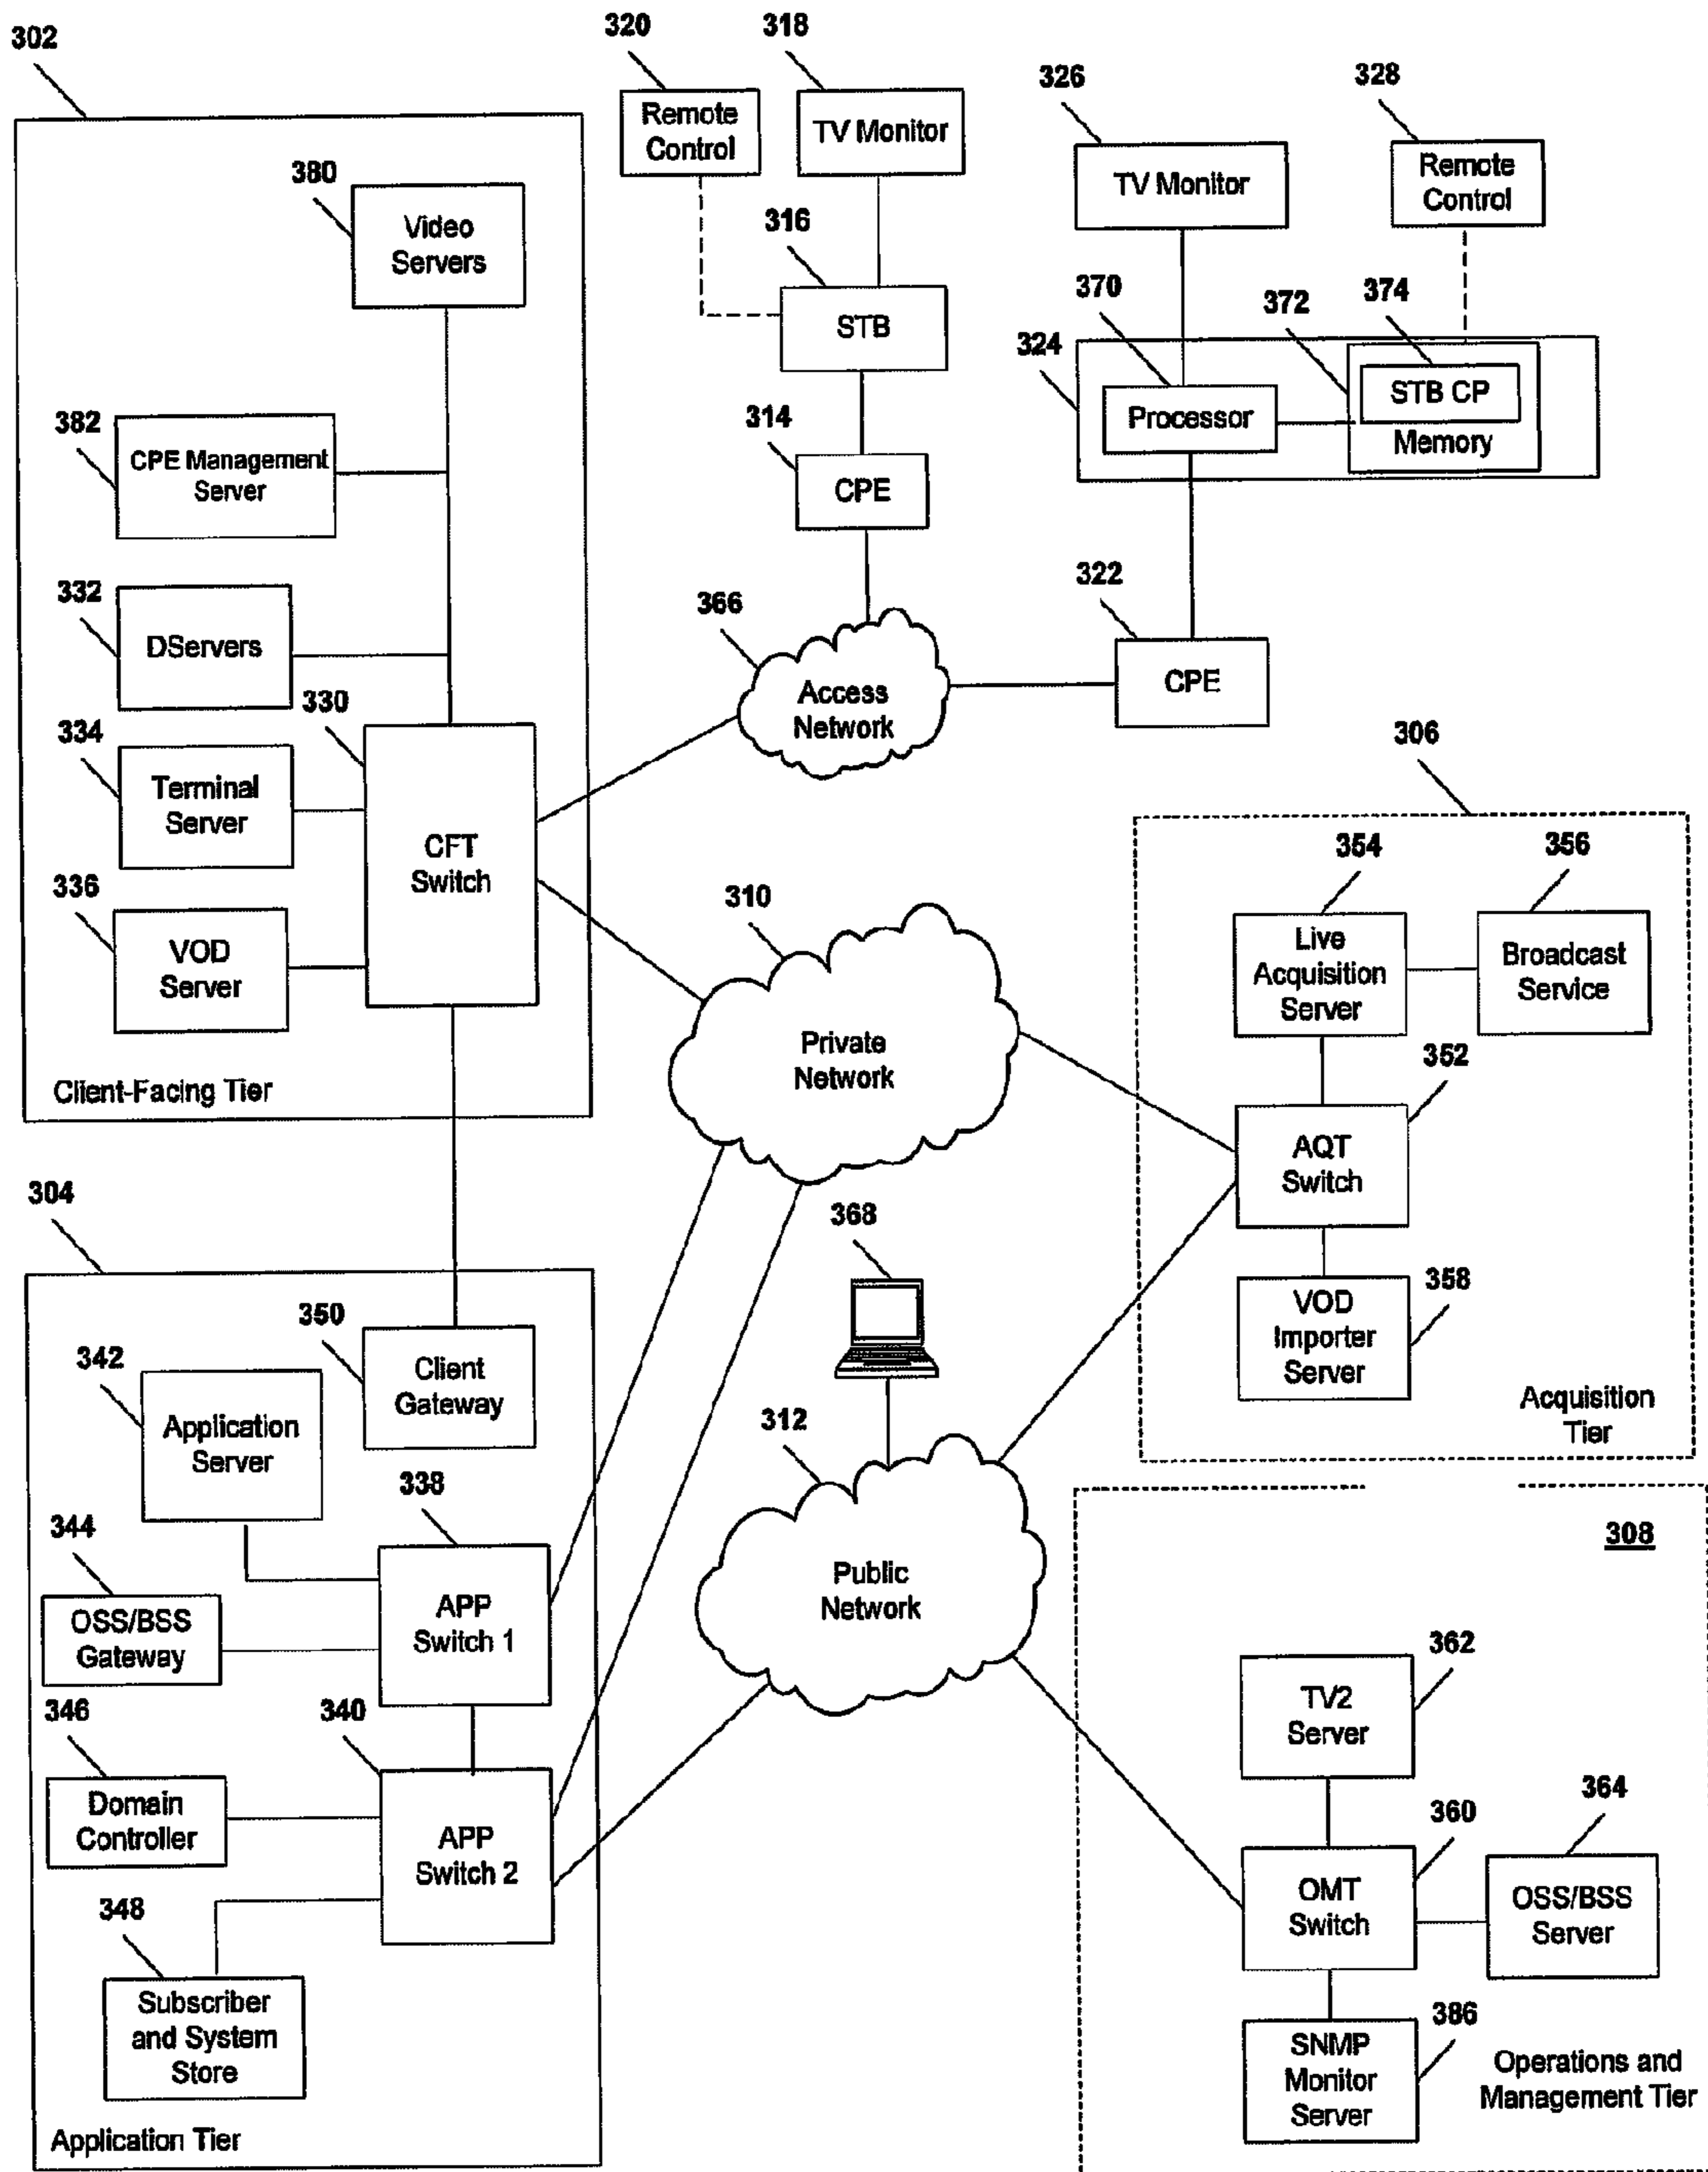 302
320
318
326
328
Remote
Control
TV Monitor
TV Monitor
Remote
Control
380
Video
Servers
316
STB
370
372
374
324
STB CP
Processor
Memory
382
CPE Management
Server
314
CPE
332
DServers
366
Access
Network
322
CPE
330
334
Terminal
Server
CFT
Switch
336
VOD
Server
Client-Facing Tier
310
Private
Network
306
354
356
Live
Acquisition
Server
Broadcast
Service
352
AQT
Switch
358
VOD
Importer
Server
Acquisition
Tier
304
350
Client
Gateway
342
Application
Server
368
312
Public
Network
338
344
OSS/BSS
Gateway
APP
Switch 1
346
340
Domain
Controller
APP
Switch 2
348
Subscriber
and System
Store
Application Tier
308
362
TV2
Server
360
364
OMT
Switch
OSS/BSS
Server
386
SNMP
Monitor
Server
Operations and
Management Tier